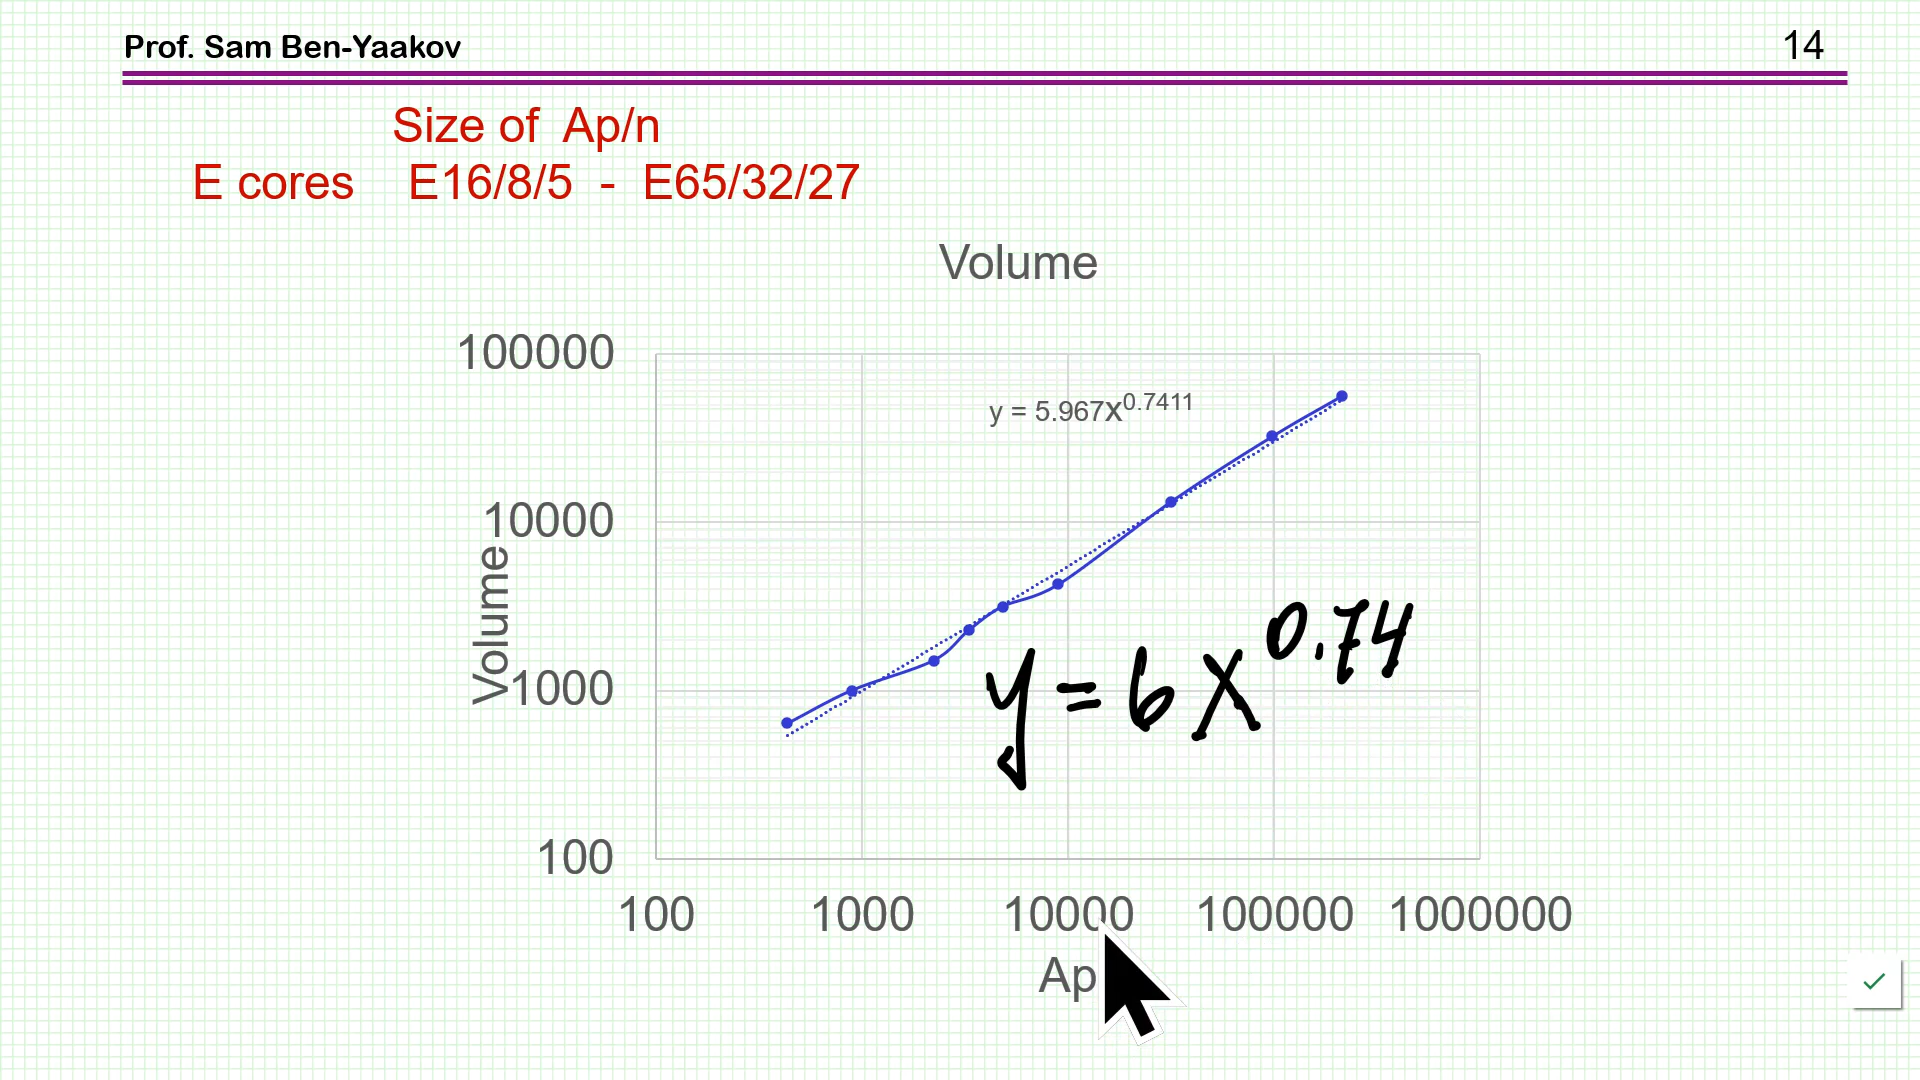 Prof. Sam Ben-Yaakov 14
Size of Ap/n
E cores E16/8/5 - E65/32/27
Volume
100000
y = 5.967x^0.7411
10000
Volume
1000
y = 6x^0.74
100
100 1000 10000 100000 1000000
Ap